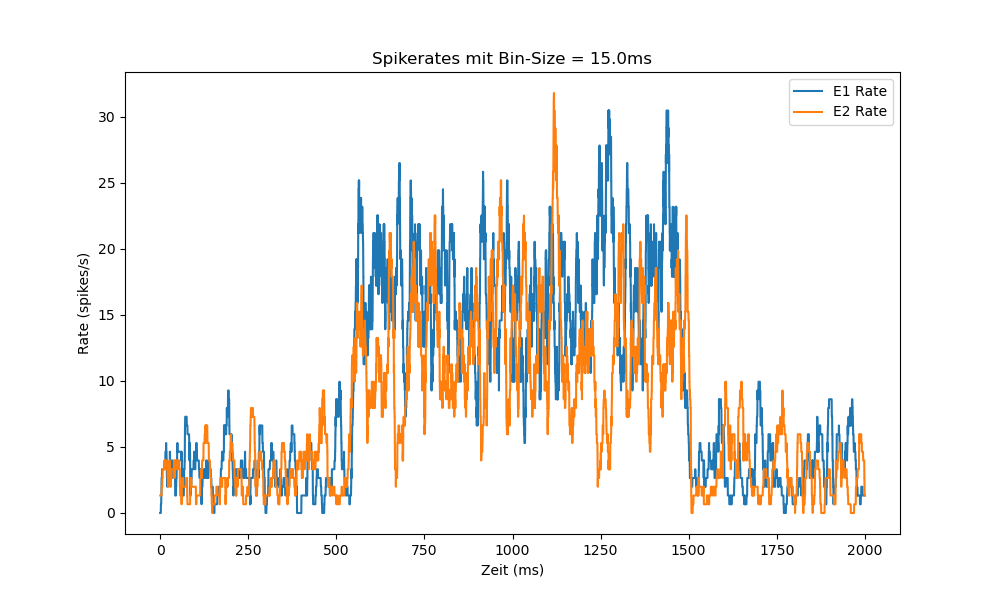 Spikerates mit Bin-Size = 15.0ms
E1 Rate
E2 Rate
Rate (spikes/s)
30
25
20
15
10
5
0
0 250 500 750 1000 1250 1500 1750 2000
Zeit (ms)